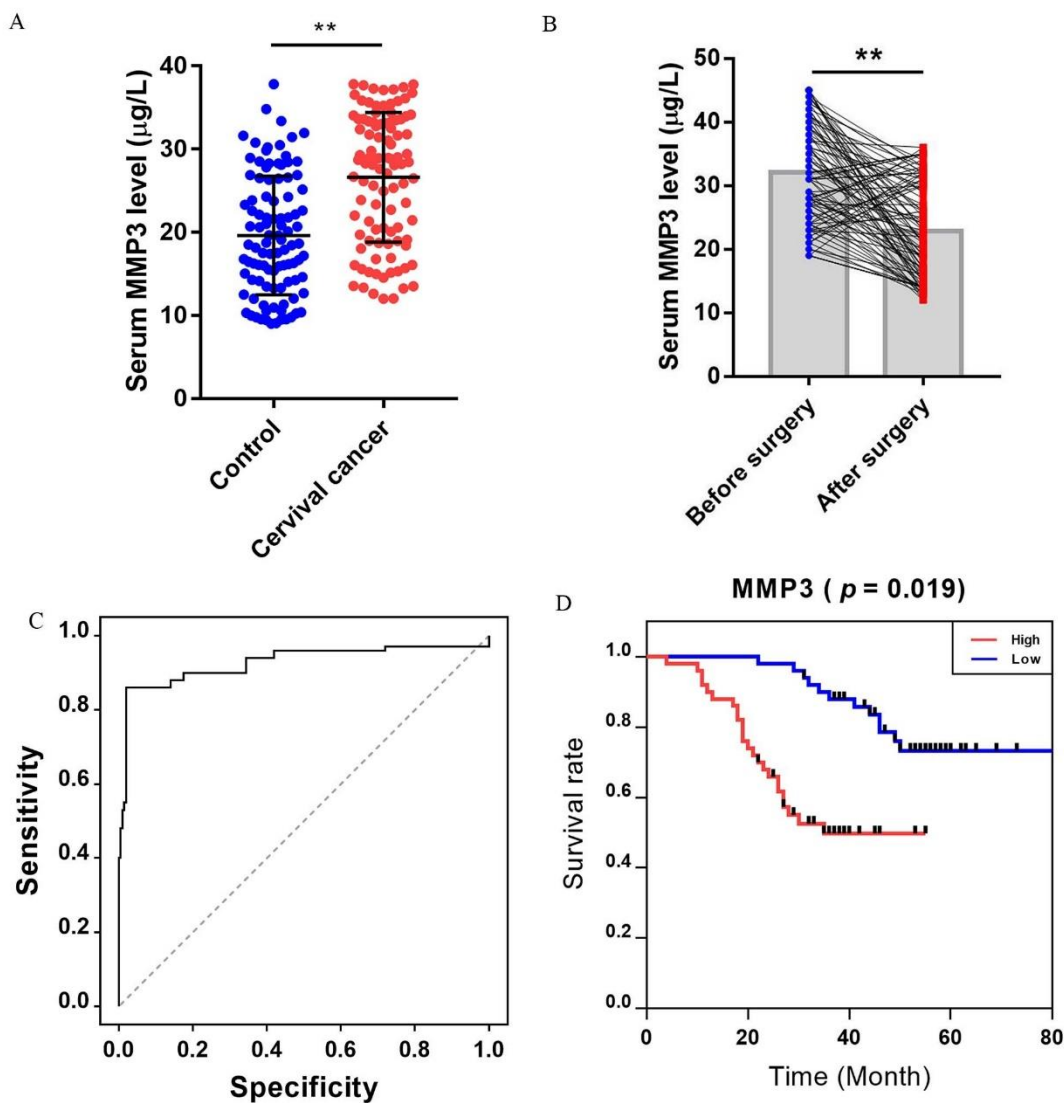 A
**
Serum MMP3 level (µg/L)
40
30
20
10
0
Control
Cervival cancer
B
**
Serum MMP3 level (µg/L)
50
40
30
20
10
0
Before surgery
After surgery
C
Sensitivity
1.0
0.8
0.6
0.4
0.2
0.0
0.0 0.2 0.4 0.6 0.8 1.0
Specificity
D
MMP3 ( p = 0.019)
High
Low
Survival rate
1.0
0.8
0.6
0.4
0.2
0.0
0 20 40 60 80
Time (Month)